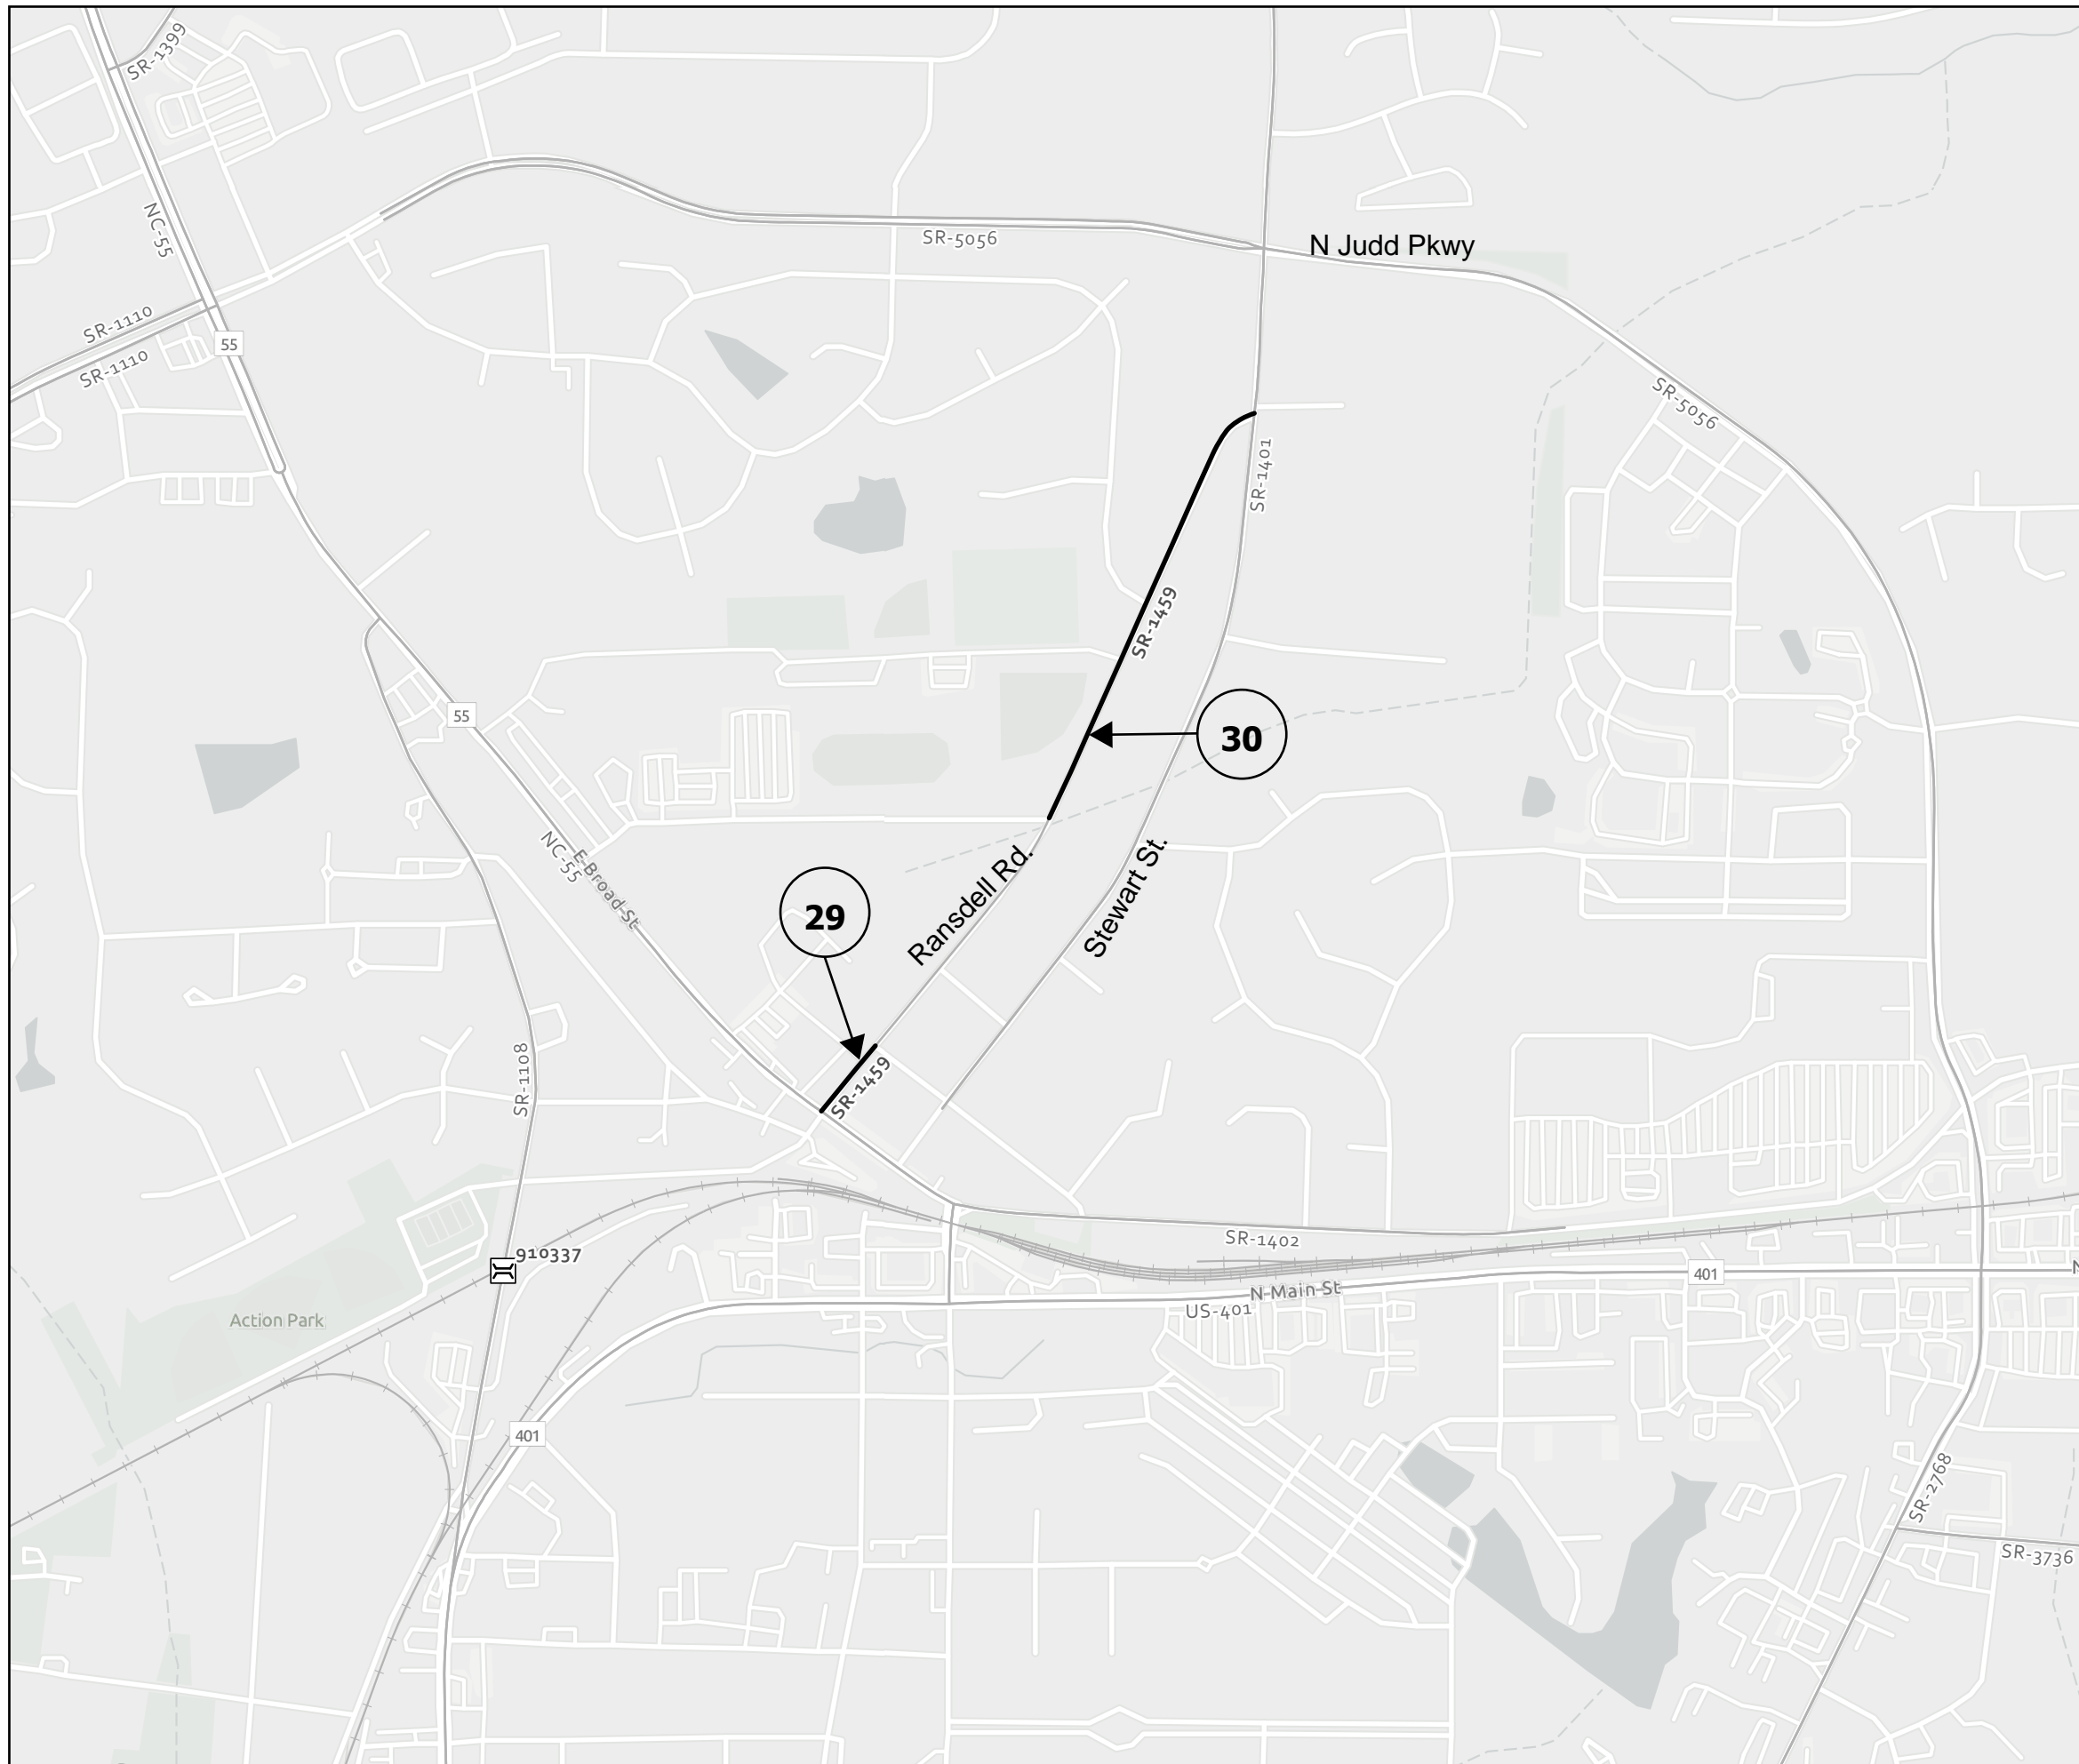 SR-1399
NC-55
SR-5056
N Judd Pkwy
SR-1110
55
SR-1110
SR-5056
SR-1401
SR-1459
55
30
NC-55
E Broad St
Ransdell Rd.
Stewart St.
29
SR-1459
SR-1108
SR-1402
910337
401
N Main St
US-401
N
Action Park
401
SR-2768
SR-3736